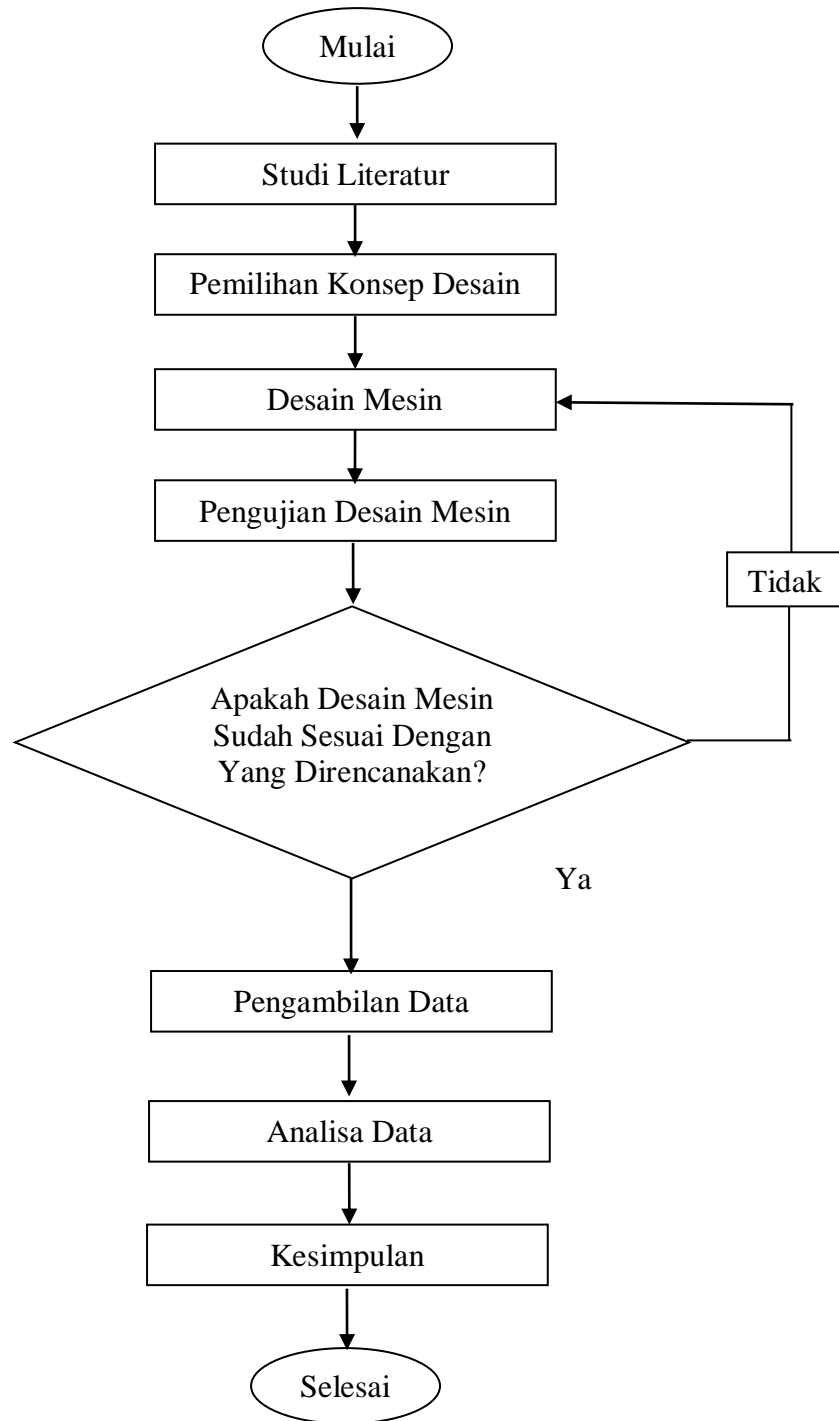 Mulai
Studi Literatur
Pemilihan Konsep Desain
Desain Mesin
Pengujian Desain Mesin
Tidak
Apakah Desain Mesin
Sudah Sesuai Dengan
Yang Direncanakan?
Ya
Pengambilan Data
Analisa Data
Kesimpulan
Selesai